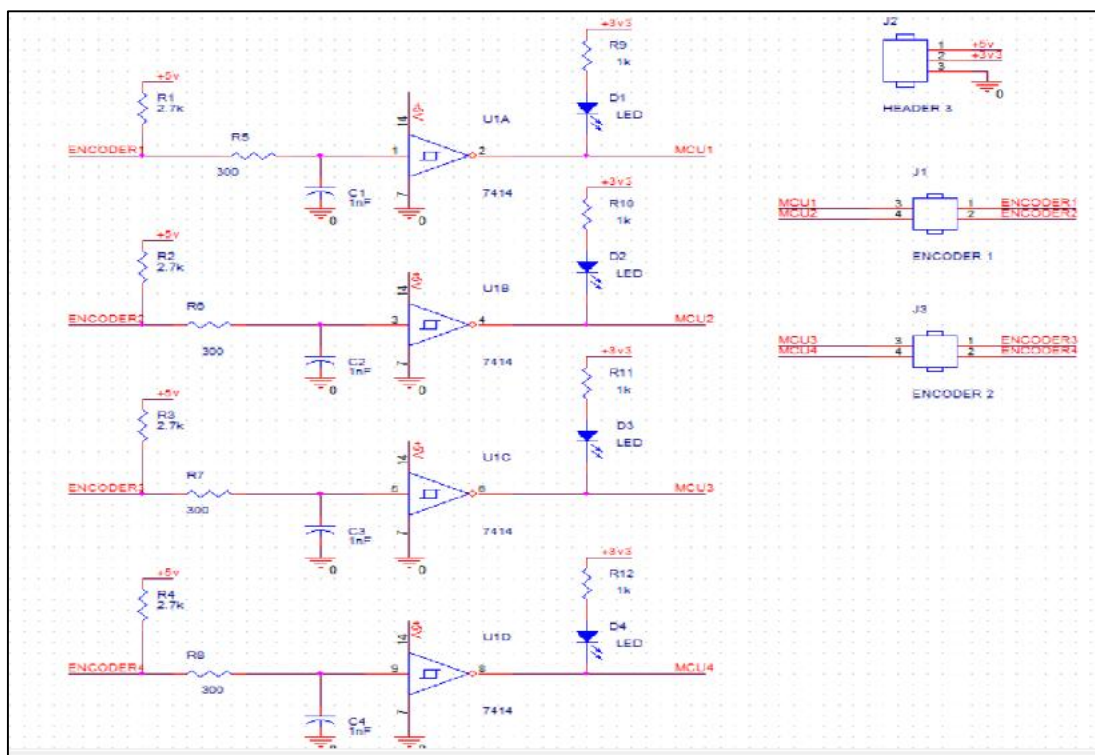 +5v
R1
2.7k
ENCODER1
R5
300
C1
1nF
0
14
+5V
1
7
0
U1A
2
7414
+3v3
R9
1k
D1
LED
MCU1
+5v
R2
2.7k
ENCODER2
R6
300
C2
1nF
0
14
+5V
3
7
0
U1B
4
7414
+3v3
R10
1k
D2
LED
MCU2
+5v
R3
2.7k
ENCODER3
R7
300
C3
1nF
0
14
+5V
5
7
0
U1C
6
7414
+3v3
R11
1k
D3
LED
MCU3
+5v
R4
2.7k
ENCODER4
R8
300
C4
1nF
0
14
+5V
9
7
0
U1D
8
7414
+3v3
R12
1k
D4
LED
MCU4
J2
1 +5v
2 +3v3
3
0
HEADER 3
J1
MCU1 3 1 ENCODER1
MCU2 4 2 ENCODER2
ENCODER 1
J3
MCU3 3 1 ENCODER3
MCU4 4 2 ENCODER4
ENCODER 2